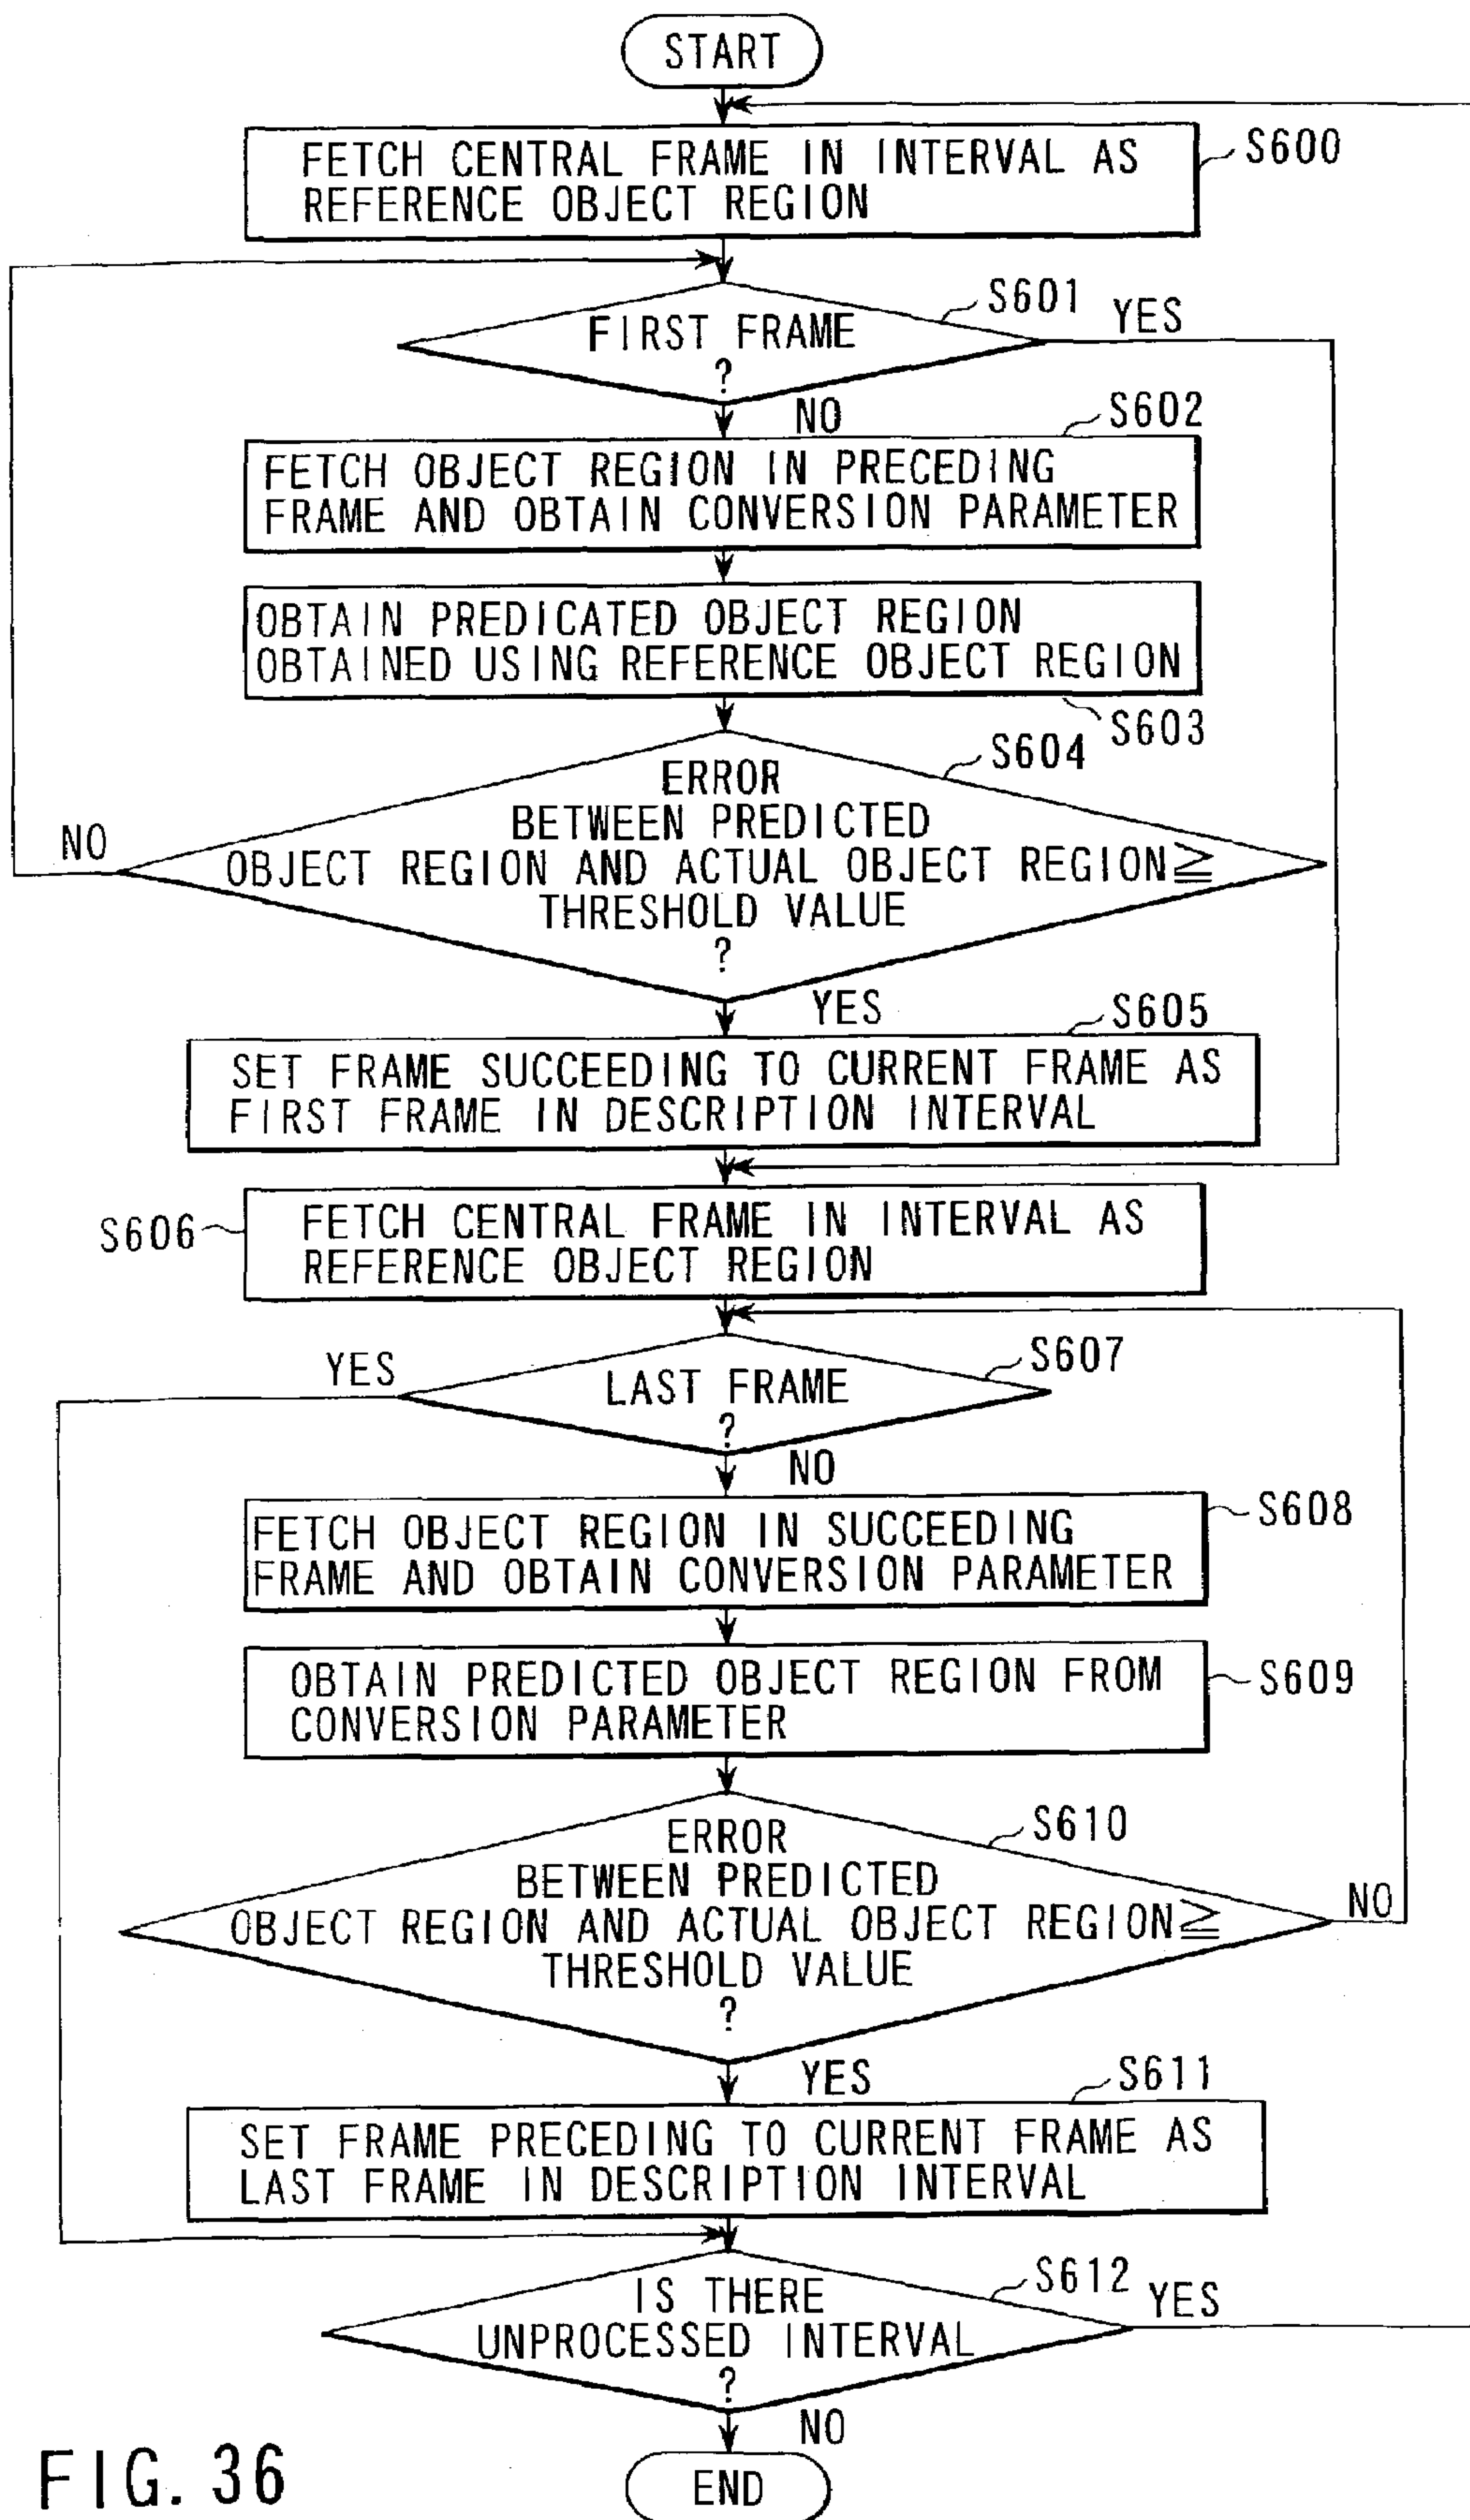 START
FETCH CENTRAL FRAME IN INTERVAL AS
REFERENCE OBJECT REGION
S600
FIRST FRAME
?
S601
YES
NO
S602
FETCH OBJECT REGION IN PRECEDING
FRAME AND OBTAIN CONVERSION PARAMETER
OBTAIN PREDICATED OBJECT REGION
OBTAINED USING REFERENCE OBJECT REGION
S603
S604
ERROR
BETWEEN PREDICTED
OBJECT REGION AND ACTUAL OBJECT REGION≧
THRESHOLD VALUE
?
NO
YES
S605
SET FRAME SUCCEEDING TO CURRENT FRAME AS
FIRST FRAME IN DESCRIPTION INTERVAL
S606
FETCH CENTRAL FRAME IN INTERVAL AS
REFERENCE OBJECT REGION
YES
S607
LAST FRAME
?
NO
S608
FETCH OBJECT REGION IN SUCCEEDING
FRAME AND OBTAIN CONVERSION PARAMETER
OBTAIN PREDICTED OBJECT REGION FROM
CONVERSION PARAMETER
S609
S610
ERROR
BETWEEN PREDICTED
OBJECT REGION AND ACTUAL OBJECT REGION≧
THRESHOLD VALUE
?
NO
YES
S611
SET FRAME PRECEDING TO CURRENT FRAME AS
LAST FRAME IN DESCRIPTION INTERVAL
S612
IS THERE
UNPROCESSED INTERVAL
?
YES
NO
END
FIG. 36